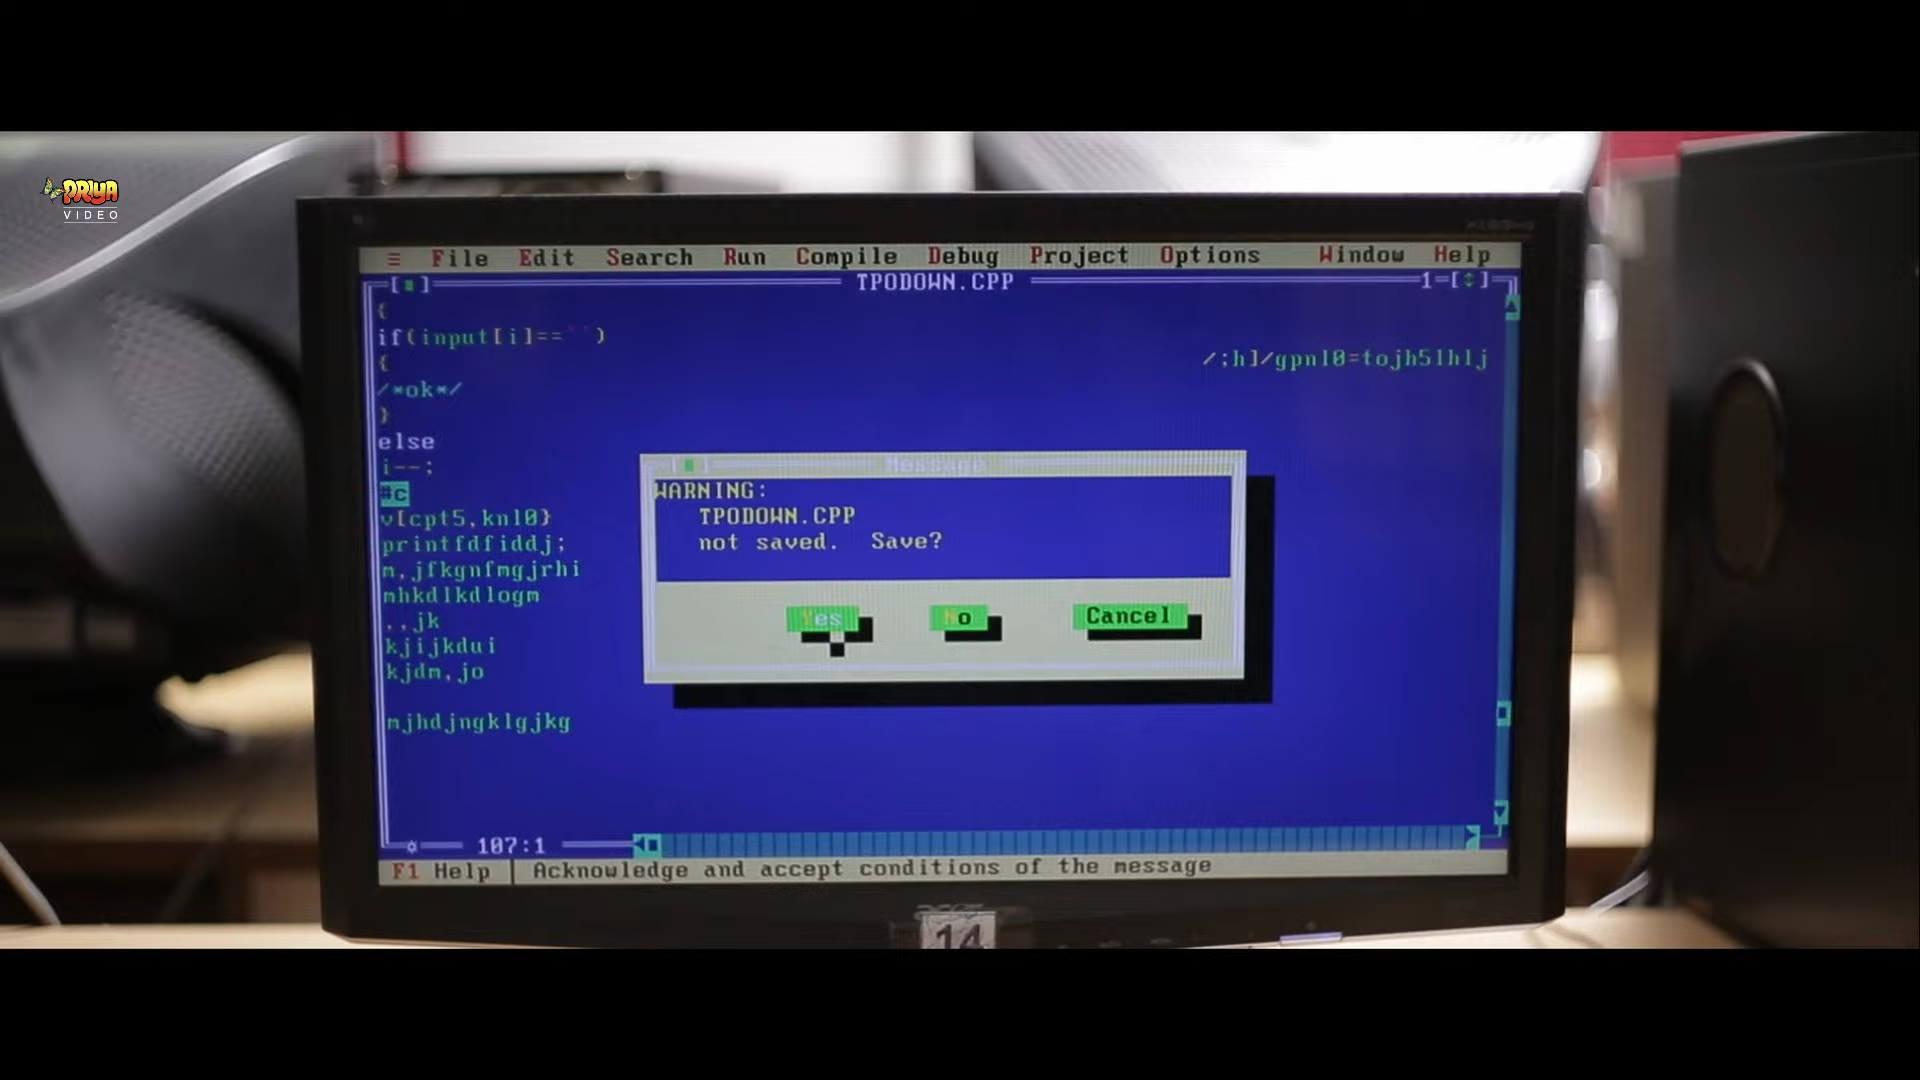 PRIYA
VIDEO
≡ File Edit Search Run Compile Debug Project Options Window Help
[■] TPODOWN.CPP 1=[↕]
{
if(input[i]==' ')
{
/;h]/gpnl0=tojh5lhlj
/*ok*/
}
else
i--;
#c
v[cpt5,knl0}
printfdfiddj;
m,jfkgnfmgjrhi
mhkdlkdlogm
,,jk
kjijkdui
kjdm,jo
mjhdjngklgjkg
Message
WARNING:
TPODOWN.CPP
not saved. Save?
Yes No Cancel
107:1
F1 Help | Acknowledge and accept conditions of the message
acer
14